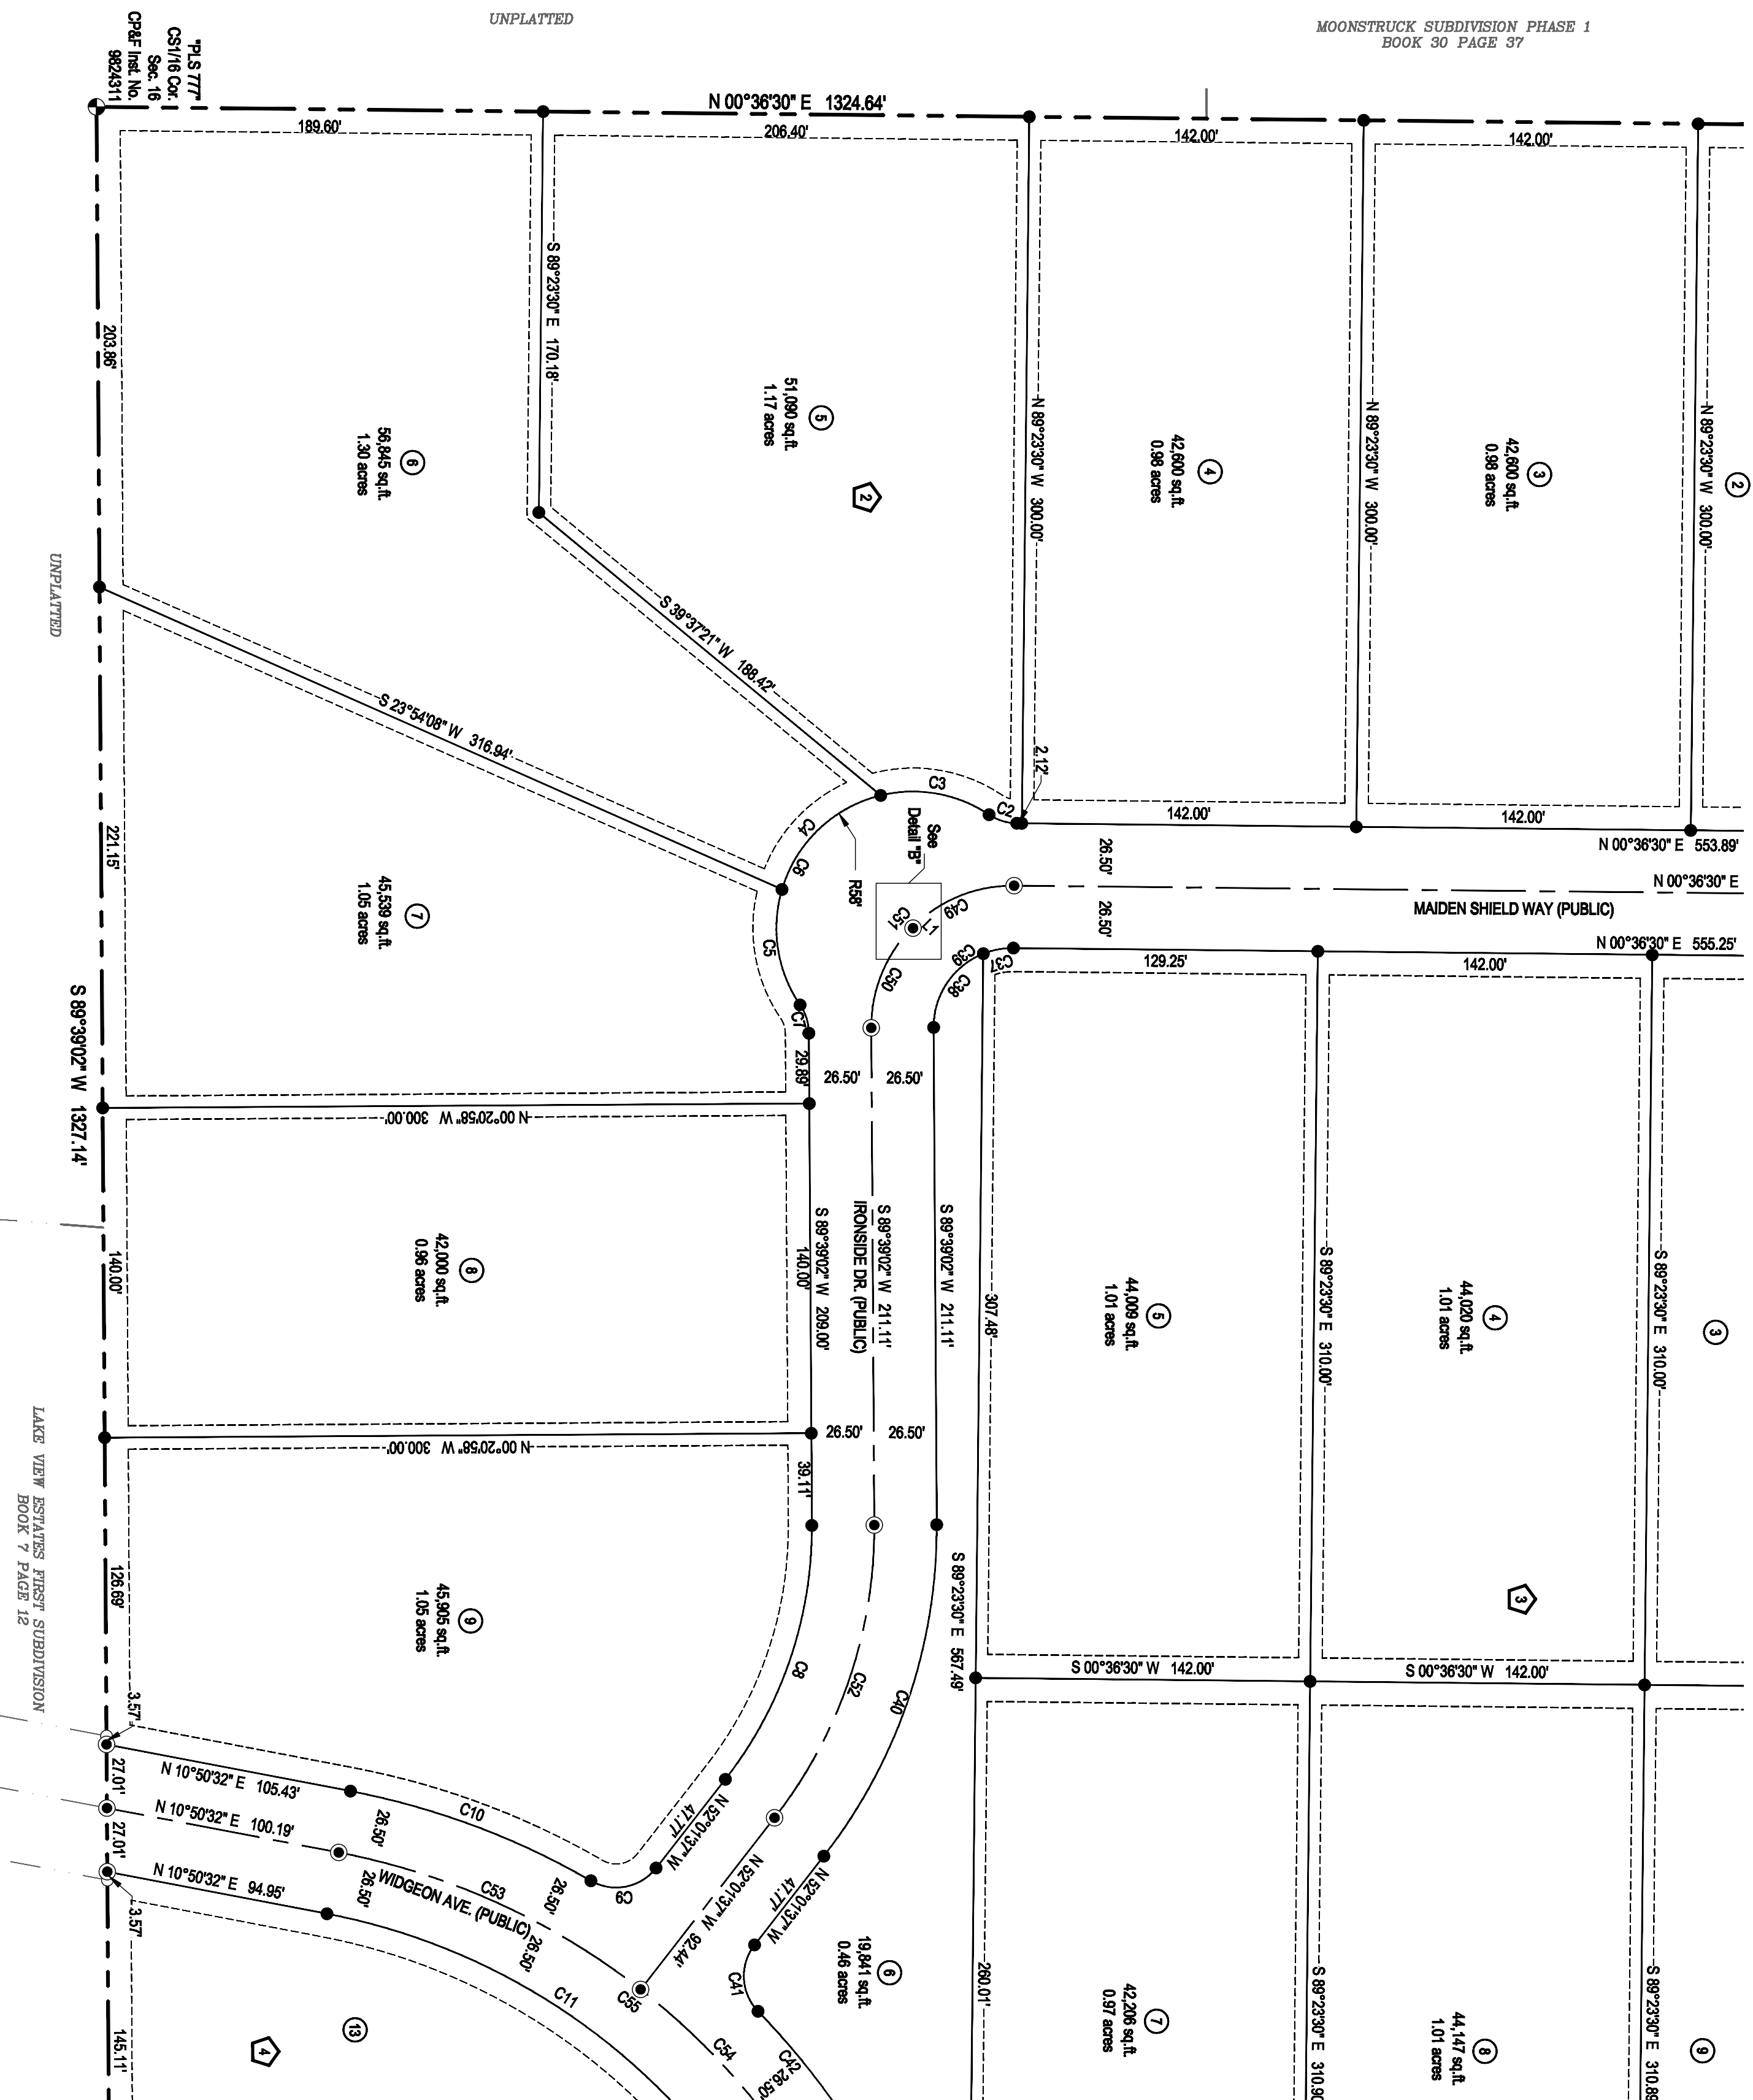 UNPLATTED
MOONSTRUCK SUBDIVISION PHASE 1
BOOK 30 PAGE 37
"PLS 777"
CS1/16 Cor.
Sec. 16
CP&F Inst. No.
9824311
N 00°36'30" E 1324.64'
189.60'
206.40'
142.00'
142.00'
S 89°23'30" E 170.18'
203.86'
5
51,090 sq.ft.
1.17 acres
2
6
56,845 sq.ft.
1.30 acres
N 89°23'30" W 300.00'
4
42,600 sq.ft.
0.98 acres
N 89°23'30" W 300.00'
3
42,600 sq.ft.
0.98 acres
N 89°23'30" W 300.00'
2
UNPLATTED
S 39°37'21" W 188.42'
S 23°54'08" W 316.94'
2.12'
C3
C2
C4
C6
R58'
See
Detail "B"
142.00'
142.00'
N 00°36'30" E 553.89'
26.50'
N 00°36'30" E
MAIDEN SHIELD WAY (PUBLIC)
26.50'
N 00°36'30" E 555.25'
221.15'
7
45,539 sq.ft.
1.05 acres
C5
C7
C51
L1
C49
C50
C39
C37
C38
129.25'
142.00'
S 89°39'02" W 1327.14'
29.89'
26.50'
26.50'
N 00°20'58" W 300.00'
140.00'
8
42,000 sq.ft.
0.96 acres
140.00'
S 89°39'02" W 209.00'
IRONSIDE DR. (PUBLIC)
S 89°39'02" W 211.11'
S 89°39'02" W 211.11'
307.48'
5
44,009 sq.ft.
1.01 acres
S 89°23'30" E 310.00'
4
44,020 sq.ft.
1.01 acres
S 89°23'30" E 310.00'
3
N 00°20'58" W 300.00'
26.50'
26.50'
39.11'
LAKE VIEW ESTATES FIRST SUBDIVISION
BOOK 7 PAGE 12
126.69'
9
45,905 sq.ft.
1.05 acres
C8
C52
C40
S 89°23'30" E 567.49'
3
S 00°36'30" W 142.00'
S 00°36'30" W 142.00'
3.57'
27.01'
N 10°50'32" E 105.43'
N 10°50'32" E 100.19'
27.01'
N 10°50'32" E 94.95'
3.57'
C10
26.50'
26.50'
WIDGEON AVE. (PUBLIC)
C53
26.50'
26.50'
C9
N 52°01'37" W
47.77'
N 52°01'37" W 92.44'
N 52°01'37" W
47.77'
C41
6
19,841 sq.ft.
0.46 acres
C11
C55
C54
C42
26.50'
145.11'
13
4
260.01'
7
42,206 sq.ft.
0.97 acres
S 89°23'30" E 310.90'
8
44,147 sq.ft.
1.01 acres
S 89°23'30" E 310.89'
9